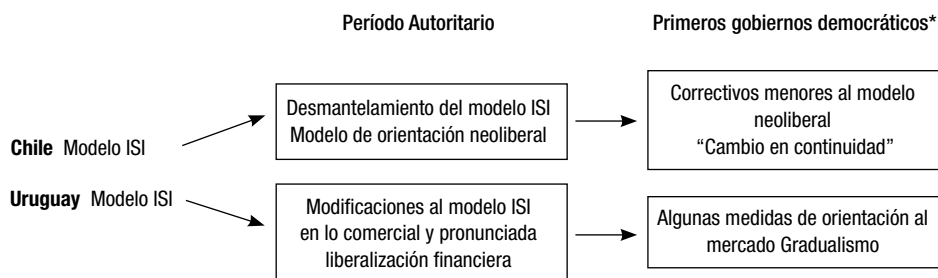 Período Autoritario
Primeros gobiernos democráticos*
Desmantelamiento del modelo ISI
Modelo de orientación neoliberal
Correctivos menores al modelo
neoliberal
“Cambio en continuidad”
Chile Modelo ISI
Uruguay Modelo ISI
Modificaciones al modelo ISI
en lo comercial y pronunciada
liberalización financiera
Algunas medidas de orientación al
mercado Gradualismo